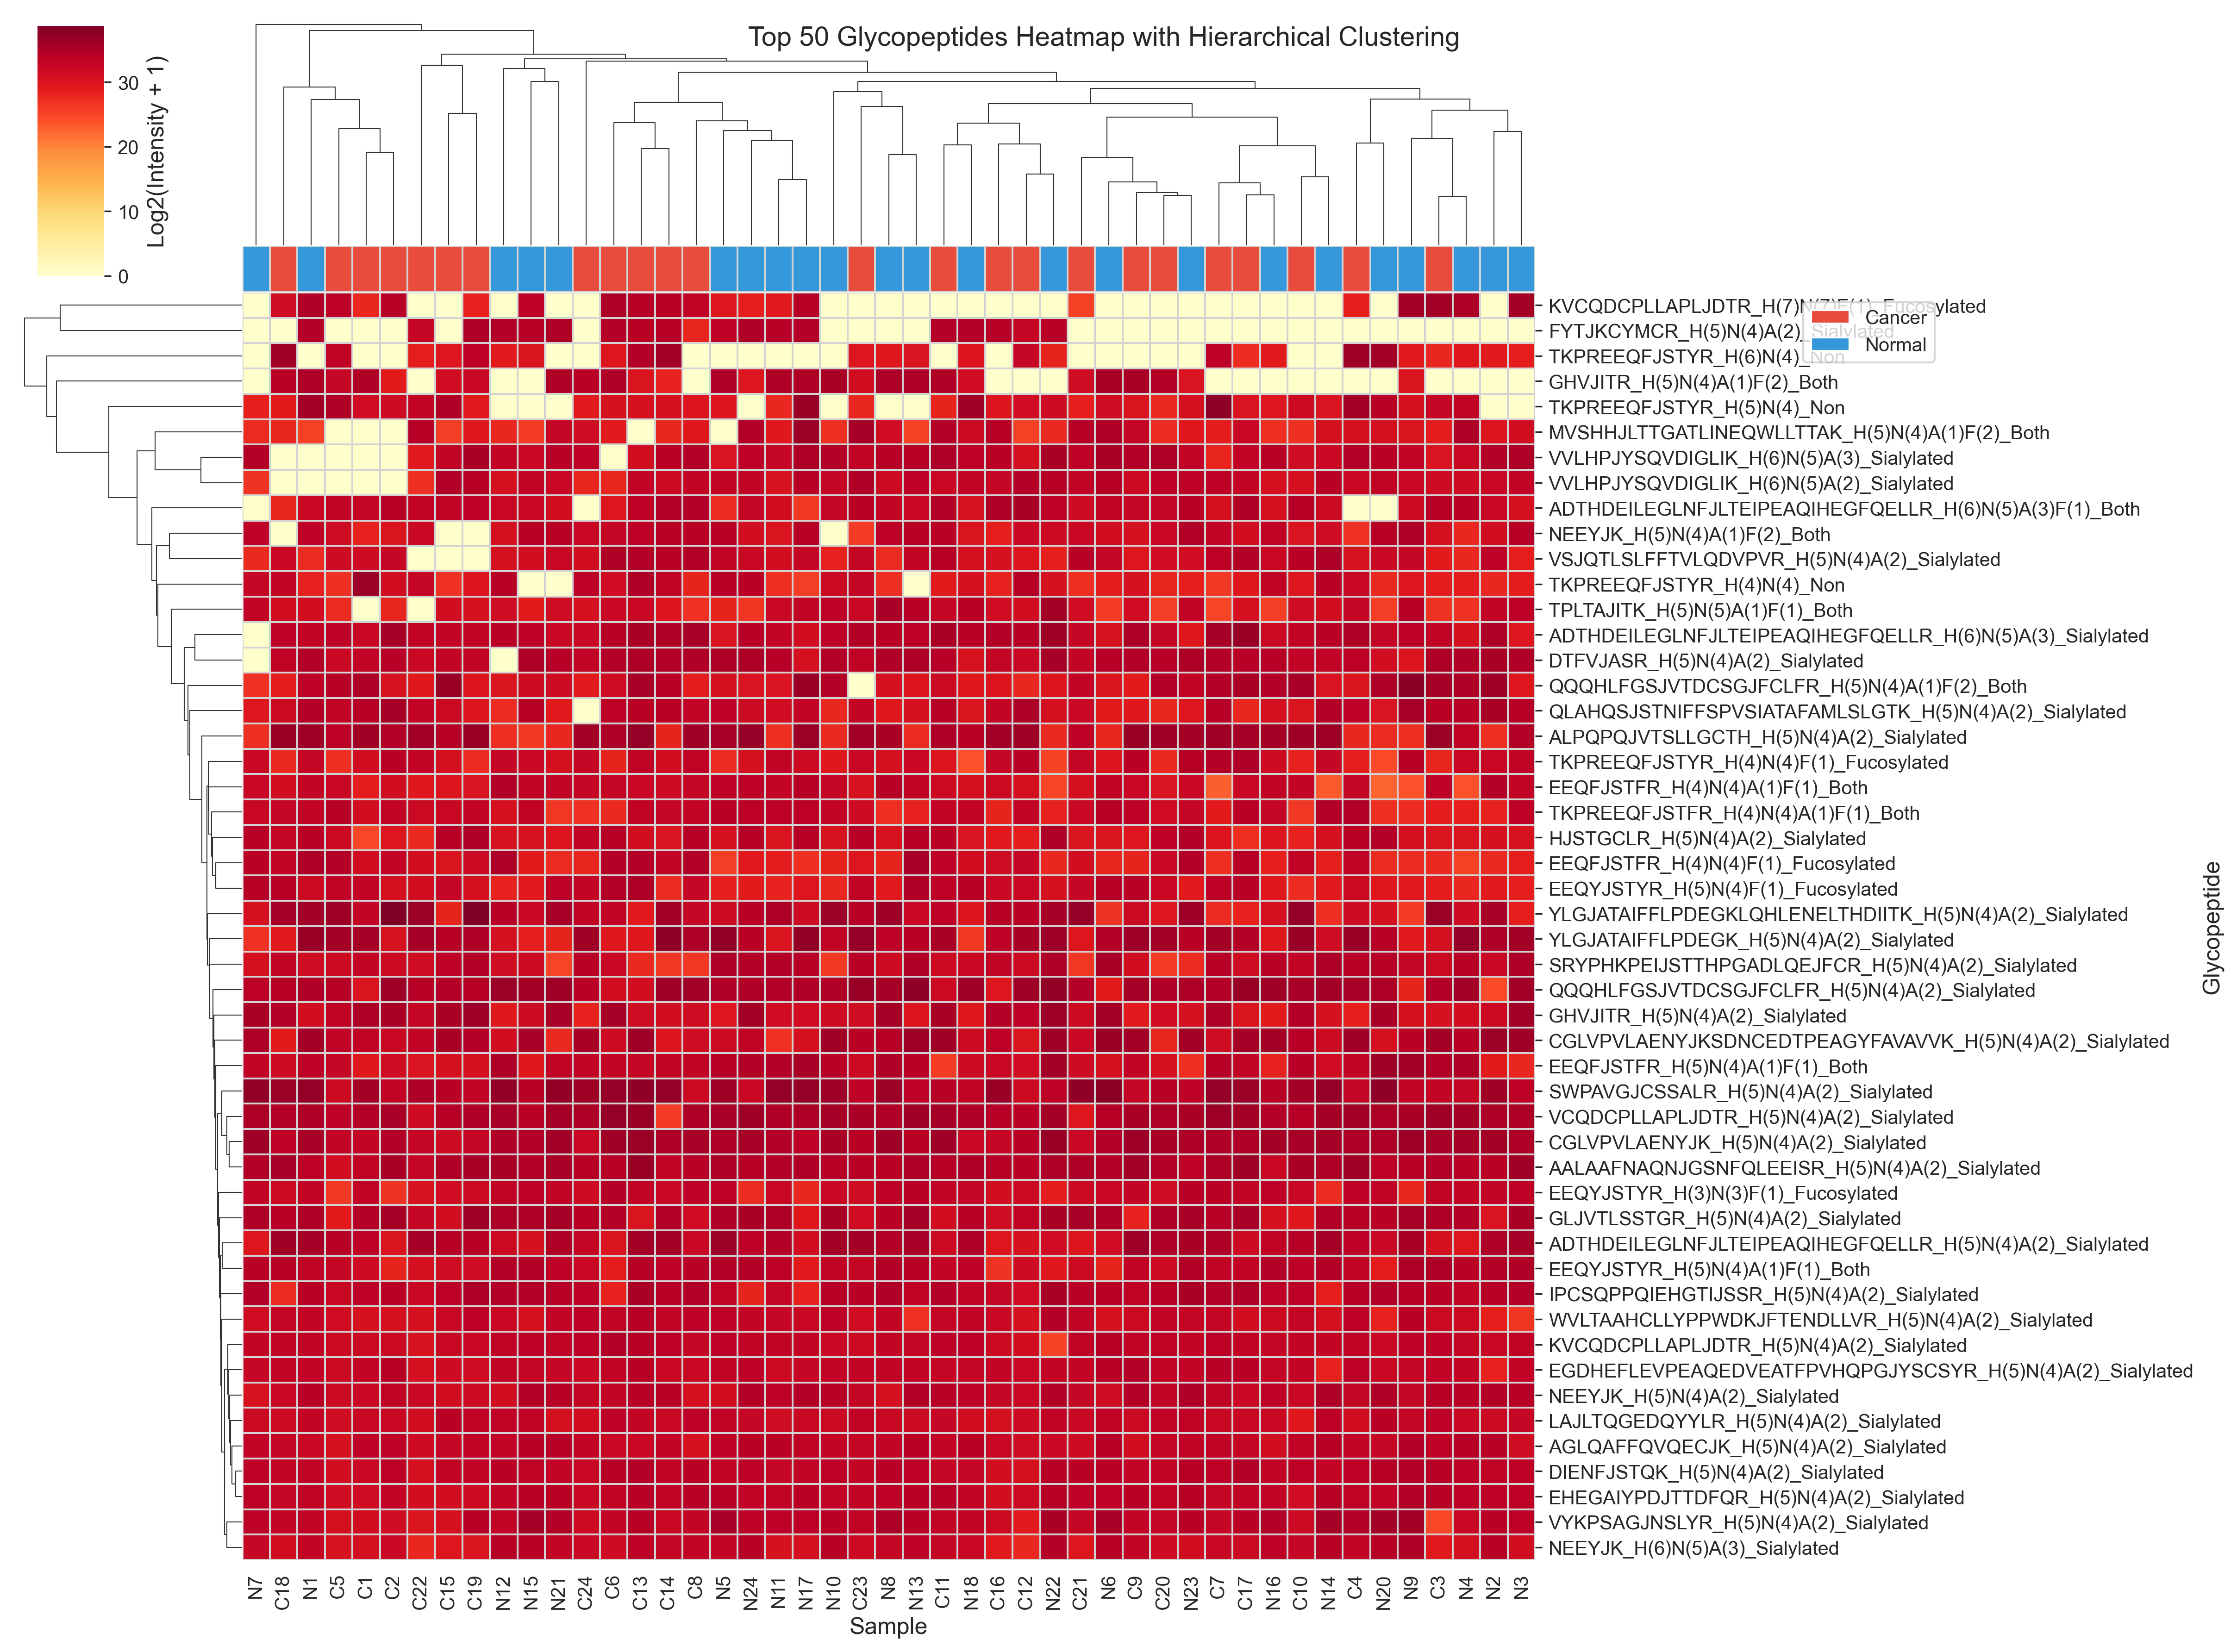 Top 50 Glycopeptides Heatmap with Hierarchical Clustering
Log2(Intensity + 1)
30
20
10
0
Cancer
Normal
KVCQDCPLLAPLJDTR_H(7)N(7)F(1)_Fucosylated
FYTJKCYMCR_H(5)N(4)A(2)_Sialylated
TKPREEQFJSTYR_H(6)N(4)_Non
GHVJITR_H(5)N(4)A(1)F(2)_Both
TKPREEQFJSTYR_H(5)N(4)_Non
MVSHHJLTTGATLINEQWLLTTAK_H(5)N(4)A(1)F(2)_Both
VVLHPJYSQVDIGLIK_H(6)N(5)A(3)_Sialylated
VVLHPJYSQVDIGLIK_H(6)N(5)A(2)_Sialylated
ADTHDEILEGLNFJLTEIPEAQIHEGFQELLR_H(6)N(5)A(3)F(1)_Both
NEEYJK_H(5)N(4)A(1)F(2)_Both
VSJQTLSLFFTVLQDVPVR_H(5)N(4)A(2)_Sialylated
TKPREEQFJSTYR_H(4)N(4)_Non
TPLTAJITK_H(5)N(5)A(1)F(1)_Both
ADTHDEILEGLNFJLTEIPEAQIHEGFQELLR_H(6)N(5)A(3)_Sialylated
DTFVJASR_H(5)N(4)A(2)_Sialylated
QQQHLFGSJVTDCSGJFCLFR_H(5)N(4)A(1)F(2)_Both
QLAHQSJSTNIFFSPVSIATAFAMLSLGTK_H(5)N(4)A(2)_Sialylated
ALPQPQJVTSLLGCTH_H(5)N(4)A(2)_Sialylated
TKPREEQFJSTYR_H(4)N(4)F(1)_Fucosylated
EEQFJSTFR_H(4)N(4)A(1)F(1)_Both
TKPREEQFJSTFR_H(4)N(4)A(1)F(1)_Both
HJSTGCLR_H(5)N(4)A(2)_Sialylated
EEQFJSTFR_H(4)N(4)F(1)_Fucosylated
EEQYJSTYR_H(5)N(4)F(1)_Fucosylated
YLGJATAIFFLPDEGKLQHLENELTHDIITK_H(5)N(4)A(2)_Sialylated
YLGJATAIFFLPDEGK_H(5)N(4)A(2)_Sialylated
SRYPHKPEIJSTTHPGADLQEJFCR_H(5)N(4)A(2)_Sialylated
QQQHLFGSJVTDCSGJFCLFR_H(5)N(4)A(2)_Sialylated
GHVJITR_H(5)N(4)A(2)_Sialylated
CGLVPVLAENYJKSDNCEDTPEAGYFAVAVVK_H(5)N(4)A(2)_Sialylated
EEQFJSTFR_H(5)N(4)A(1)F(1)_Both
SWPAVGJCSSALR_H(5)N(4)A(2)_Sialylated
VCQDCPLLAPLJDTR_H(5)N(4)A(2)_Sialylated
CGLVPVLAENYJK_H(5)N(4)A(2)_Sialylated
AALAAFNAQNJGSNFQLEEISR_H(5)N(4)A(2)_Sialylated
EEQYJSTYR_H(3)N(3)F(1)_Fucosylated
GLJVTLSSTGR_H(5)N(4)A(2)_Sialylated
ADTHDEILEGLNFJLTEIPEAQIHEGFQELLR_H(5)N(4)A(2)_Sialylated
EEQYJSTYR_H(5)N(4)A(1)F(1)_Both
IPCSQPPQIEHGTIJSSR_H(5)N(4)A(2)_Sialylated
WVLTAAHCLLYPPWDKJFTENDLLVR_H(5)N(4)A(2)_Sialylated
KVCQDCPLLAPLJDTR_H(5)N(4)A(2)_Sialylated
EGDHEFLEVPEAQEDVEATFPVHQPGJYSCSYR_H(5)N(4)A(2)_Sialylated
NEEYJK_H(5)N(4)A(2)_Sialylated
LAJLTQGEDQYYLR_H(5)N(4)A(2)_Sialylated
AGLQAFFQVQECJK_H(5)N(4)A(2)_Sialylated
DIENFJSTQK_H(5)N(4)A(2)_Sialylated
EHEGAIYPDJTTDFQR_H(5)N(4)A(2)_Sialylated
VYKPSAGJNSLYR_H(5)N(4)A(2)_Sialylated
NEEYJK_H(6)N(5)A(3)_Sialylated
Glycopeptide
N7 C18 N1 C5 C1 C2 C22 C15 C19 N12 N15 N21 C24 C6 C13 C14 C8 N5 N24 N11 N17 N10 C23 N8 N13 C11 N18 C16 C12 N22 C21 N6 C9 C20 N23 C7 C17 N16 C10 N14 C4 N20 N9 C3 N4 N2 N3
Sample